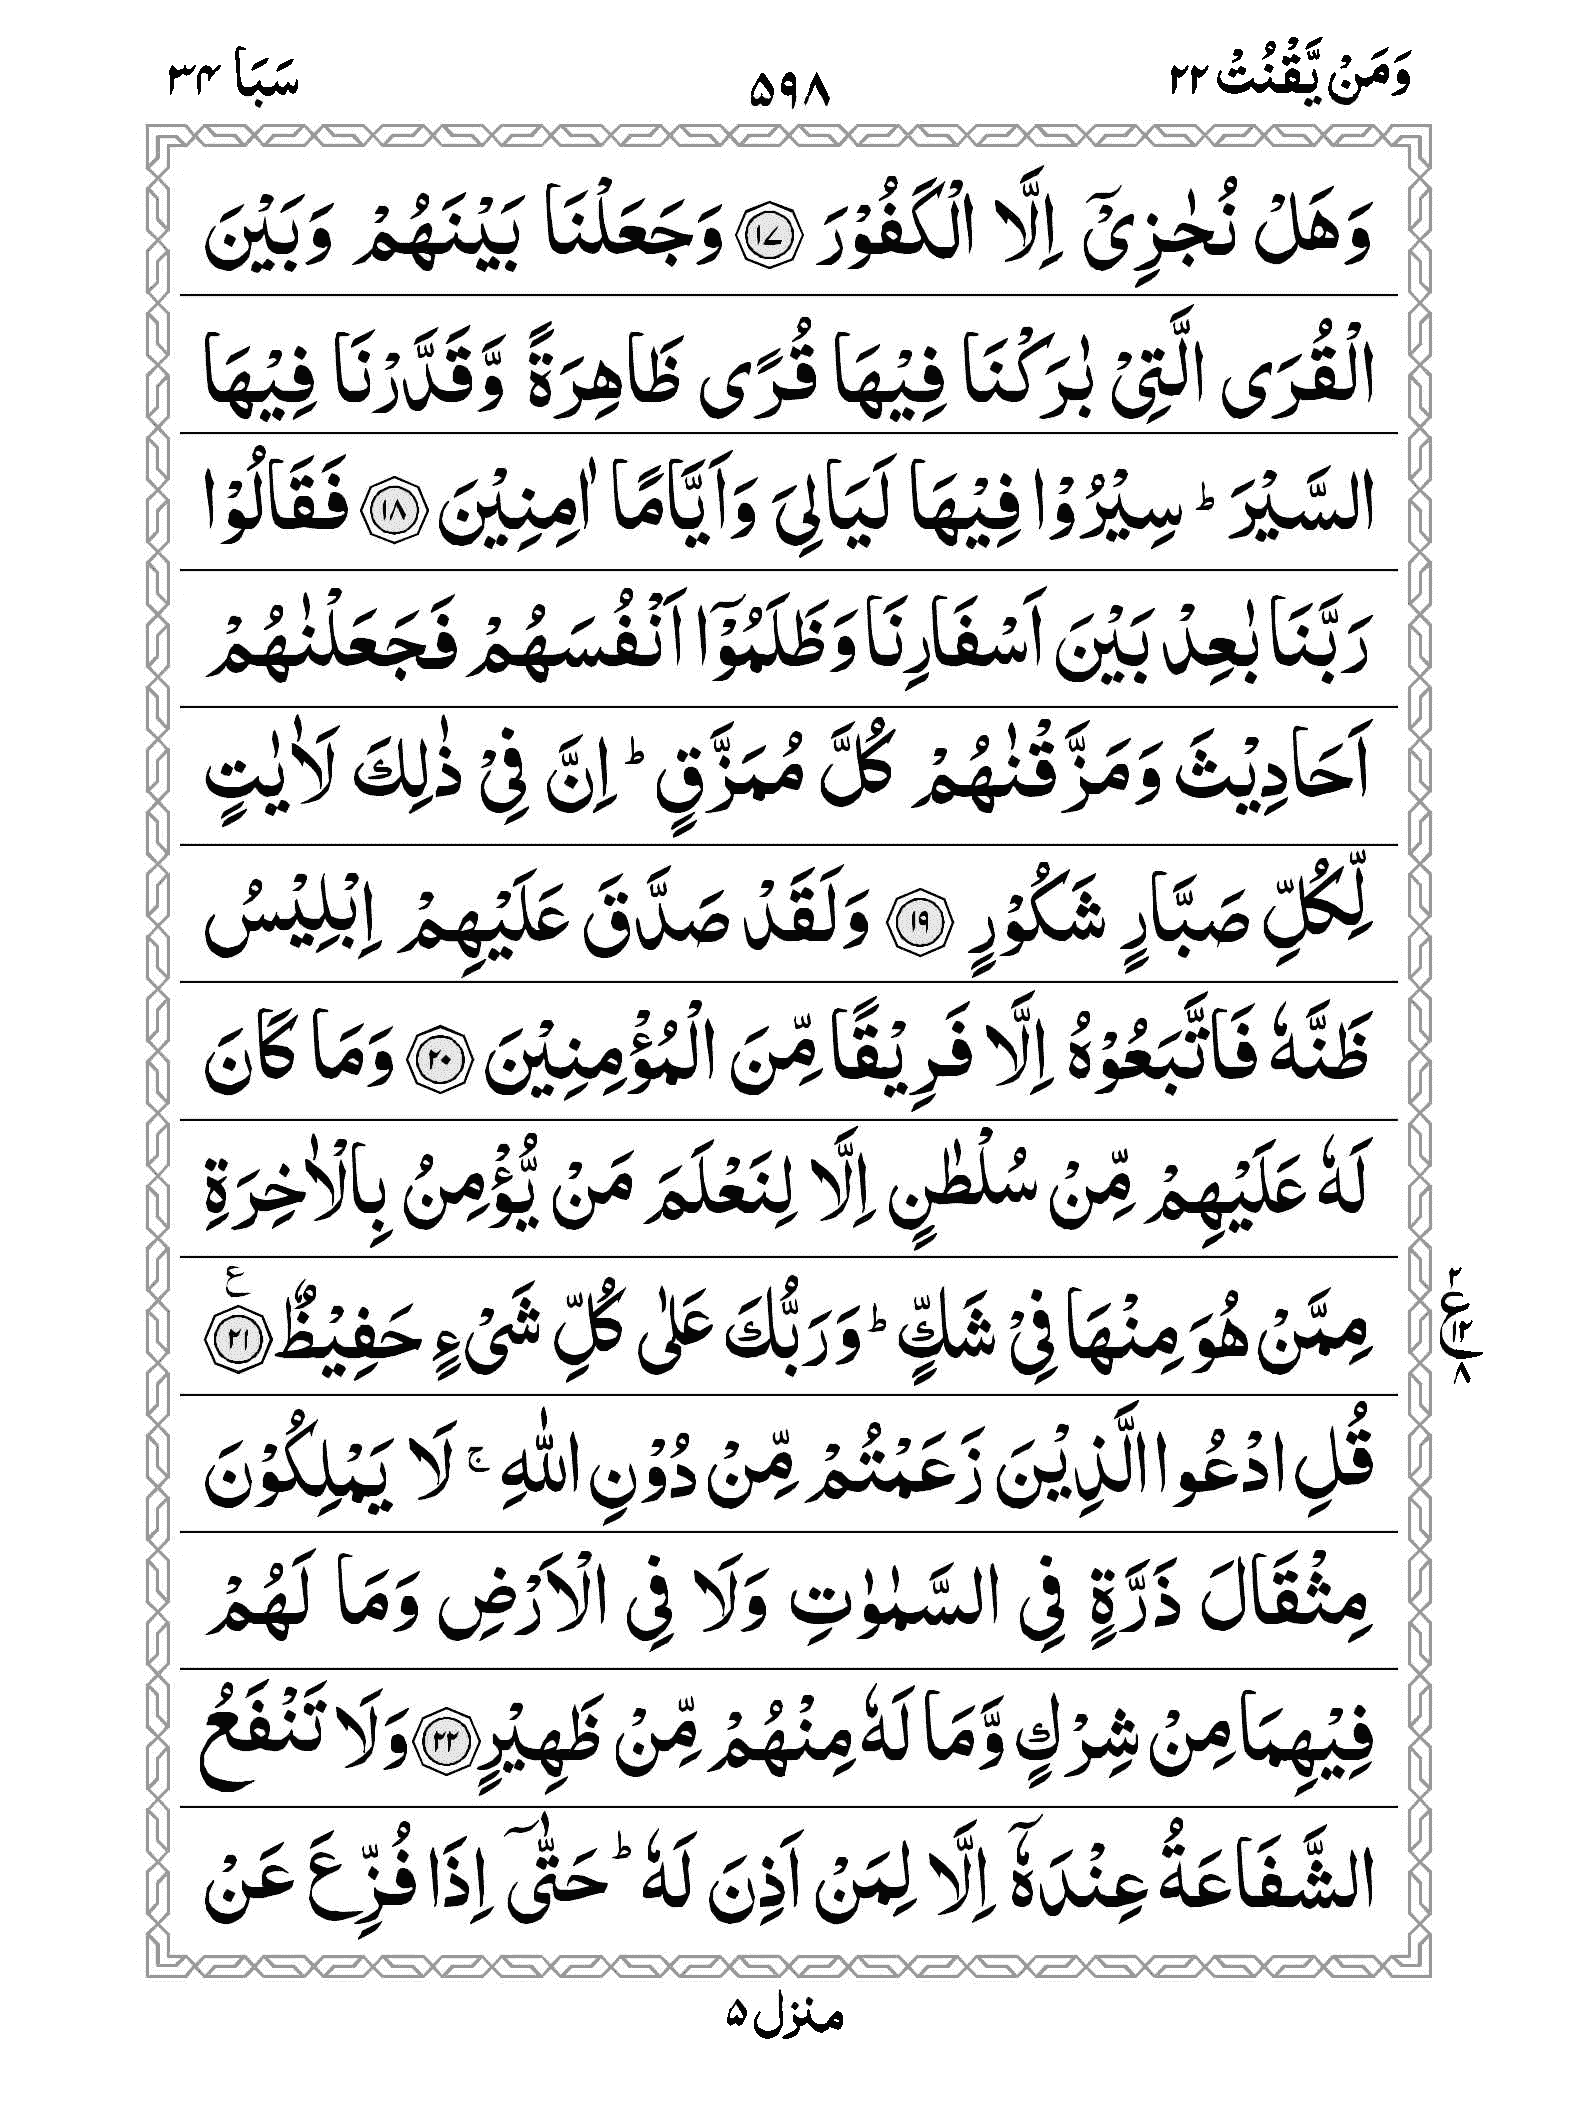 وَمَنْ يَّقْنُتْ ٢٢ ٥٩٨ سَبَا ٣٤
وَهَلْ نُجٰزِيْۤ اِلَّا الْكَفُوْرَ ١٧ وَجَعَلْنَا بَيْنَهُمْ وَبَيْنَ
الْقُرَى الَّتِيْ بٰرَكْنَا فِيْهَا قُرًى ظَاهِرَةً وَّقَدَّرْنَا فِيْهَا
السَّيْرَ ؕ سِيْرُوْا فِيْهَا لَيَالِيَ وَاَيَّامًا اٰمِنِيْنَ ١٨ فَقَالُوْا
رَبَّنَا بٰعِدْ بَيْنَ اَسْفَارِنَا وَظَلَمُوْۤا اَنْفُسَهُمْ فَجَعَلْنٰهُمْ
اَحَادِيْثَ وَمَزَّقْنٰهُمْ كُلَّ مُمَزَّقٍ ؕ اِنَّ فِيْ ذٰلِكَ لَاٰيٰتٍ
لِّكُلِّ صَبَّارٍ شَكُوْرٍ ١٩ وَلَقَدْ صَدَّقَ عَلَيْهِمْ اِبْلِيْسُ
ظَنَّهٗ فَاتَّبَعُوْهُ اِلَّا فَرِيْقًا مِّنَ الْمُؤْمِنِيْنَ ٢٠ وَمَا كَانَ
لَهٗ عَلَيْهِمْ مِّنْ سُلْطٰنٍ اِلَّا لِنَعْلَمَ مَنْ يُّؤْمِنُ بِالْاٰخِرَةِ
مِمَّنْ هُوَ مِنْهَا فِيْ شَكٍّ ؕ وَرَبُّكَ عَلٰى كُلِّ شَيْءٍ حَفِيْظٌ ٢١ ع
٢ ع ١٢ ٨
قُلِ ادْعُوا الَّذِيْنَ زَعَمْتُمْ مِّنْ دُوْنِ اللّٰهِ ۚ لَا يَمْلِكُوْنَ
مِثْقَالَ ذَرَّةٍ فِي السَّمٰوٰتِ وَلَا فِي الْاَرْضِ وَمَا لَهُمْ
فِيْهِمَا مِنْ شِرْكٍ وَّمَا لَهٗ مِنْهُمْ مِّنْ ظَهِيْرٍ ٢٢ وَلَا تَنْفَعُ
الشَّفَاعَةُ عِنْدَهٗۤ اِلَّا لِمَنْ اَذِنَ لَهٗ ؕ حَتّٰۤى اِذَا فُزِّعَ عَنْ
منزل ٥